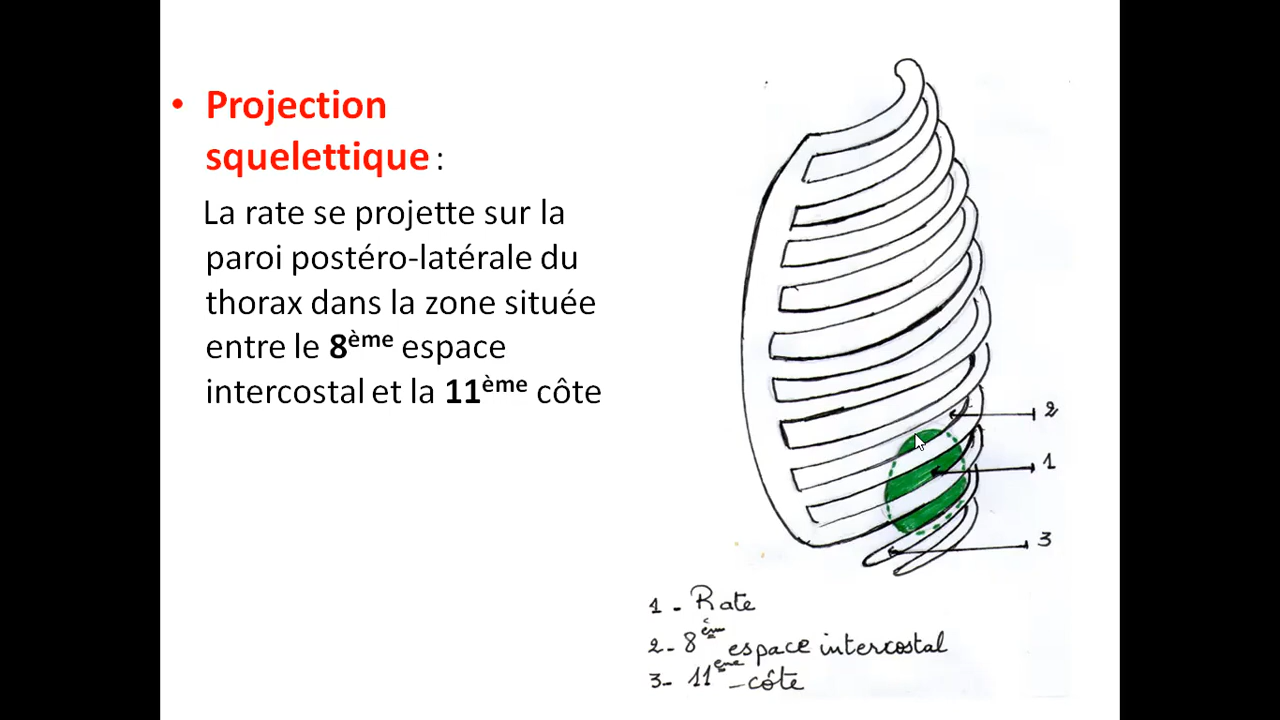 • Projection
squelettique :
La rate se projette sur la
paroi postéro-latérale du
thorax dans la zone située
entre le 8ème espace
intercostal et la 11ème côte
2
1
3
1 - Rate
2- 8ème espace intercostal
3- 11ème-côte